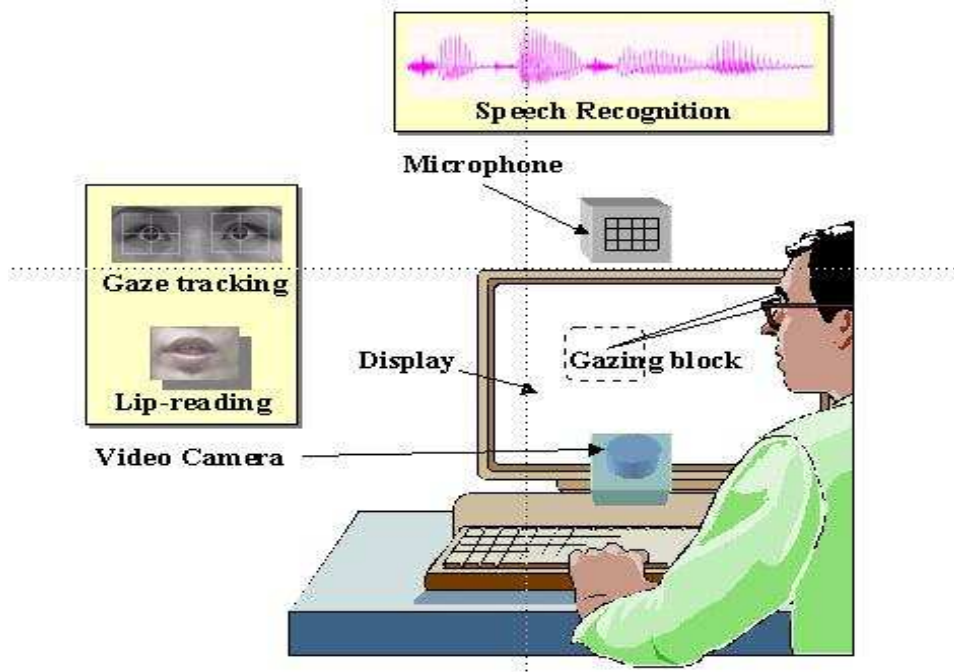 Speech Recognition
Microphone
Gaze tracking
Display
Gazing block
Lip-reading
Video Camera